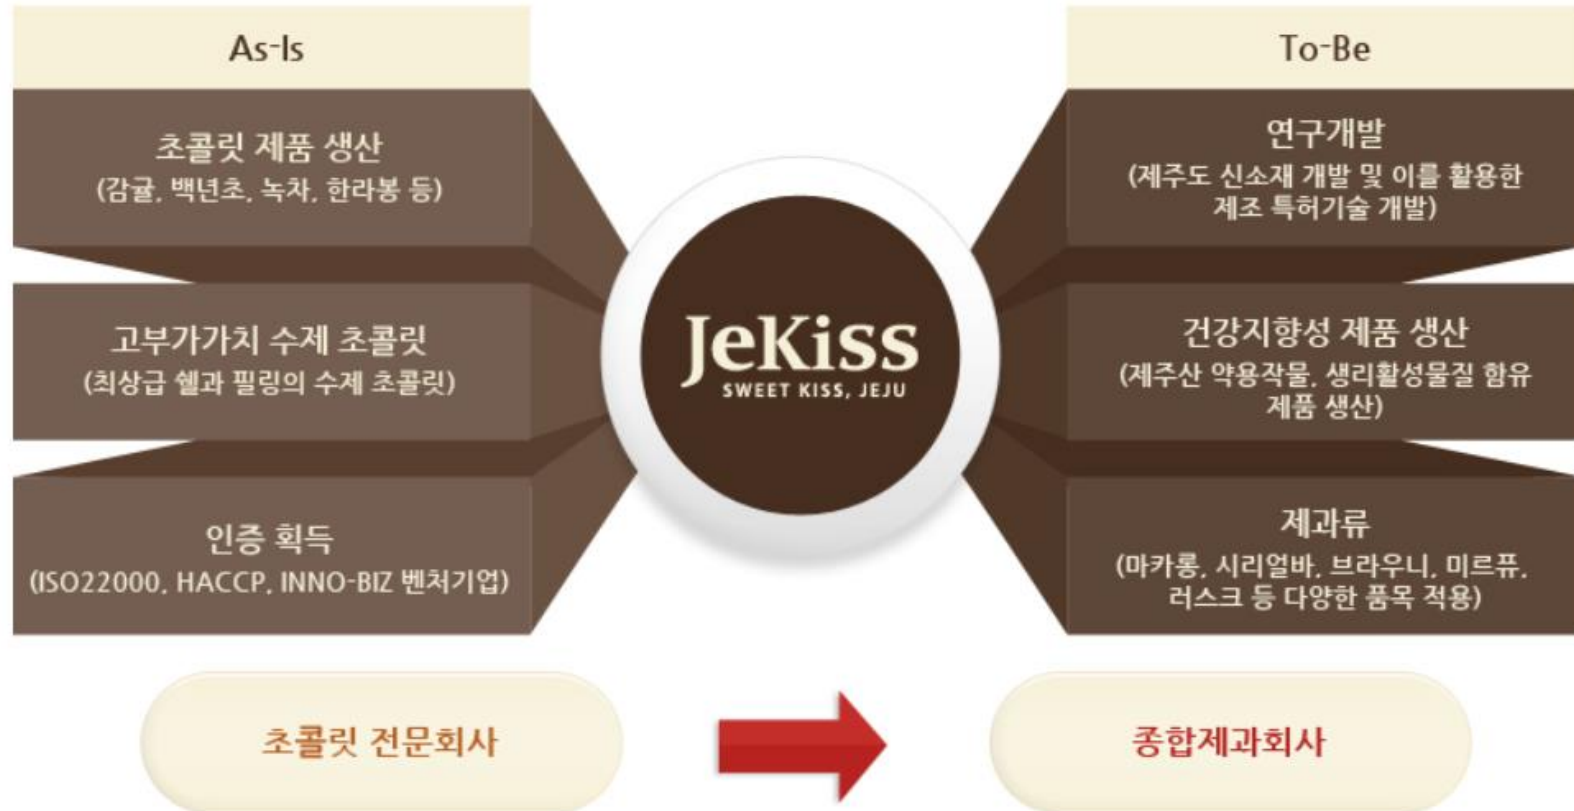 As-Is
초콜릿 제품 생산
(감귤, 백년초, 녹차, 한라봉 등)
고부가가치 수제 초콜릿
(최상급 쉘과 필링의 수제 초콜릿)
인증 획득
(ISO22000, HACCP, INNO-BIZ 벤처기업)
초콜릿 전문회사
JeKiss
SWEET KISS, JEJU
To-Be
연구개발
(제주도 신소재 개발 및 이를 활용한
제조 특허기술 개발)
건강지향성 제품 생산
(제주산 약용작물, 생리활성물질 함유
제품 생산)
제과류
(마카롱, 시리얼바, 브라우니, 미르퓨,
러스크 등 다양한 품목 적용)
종합제과회사